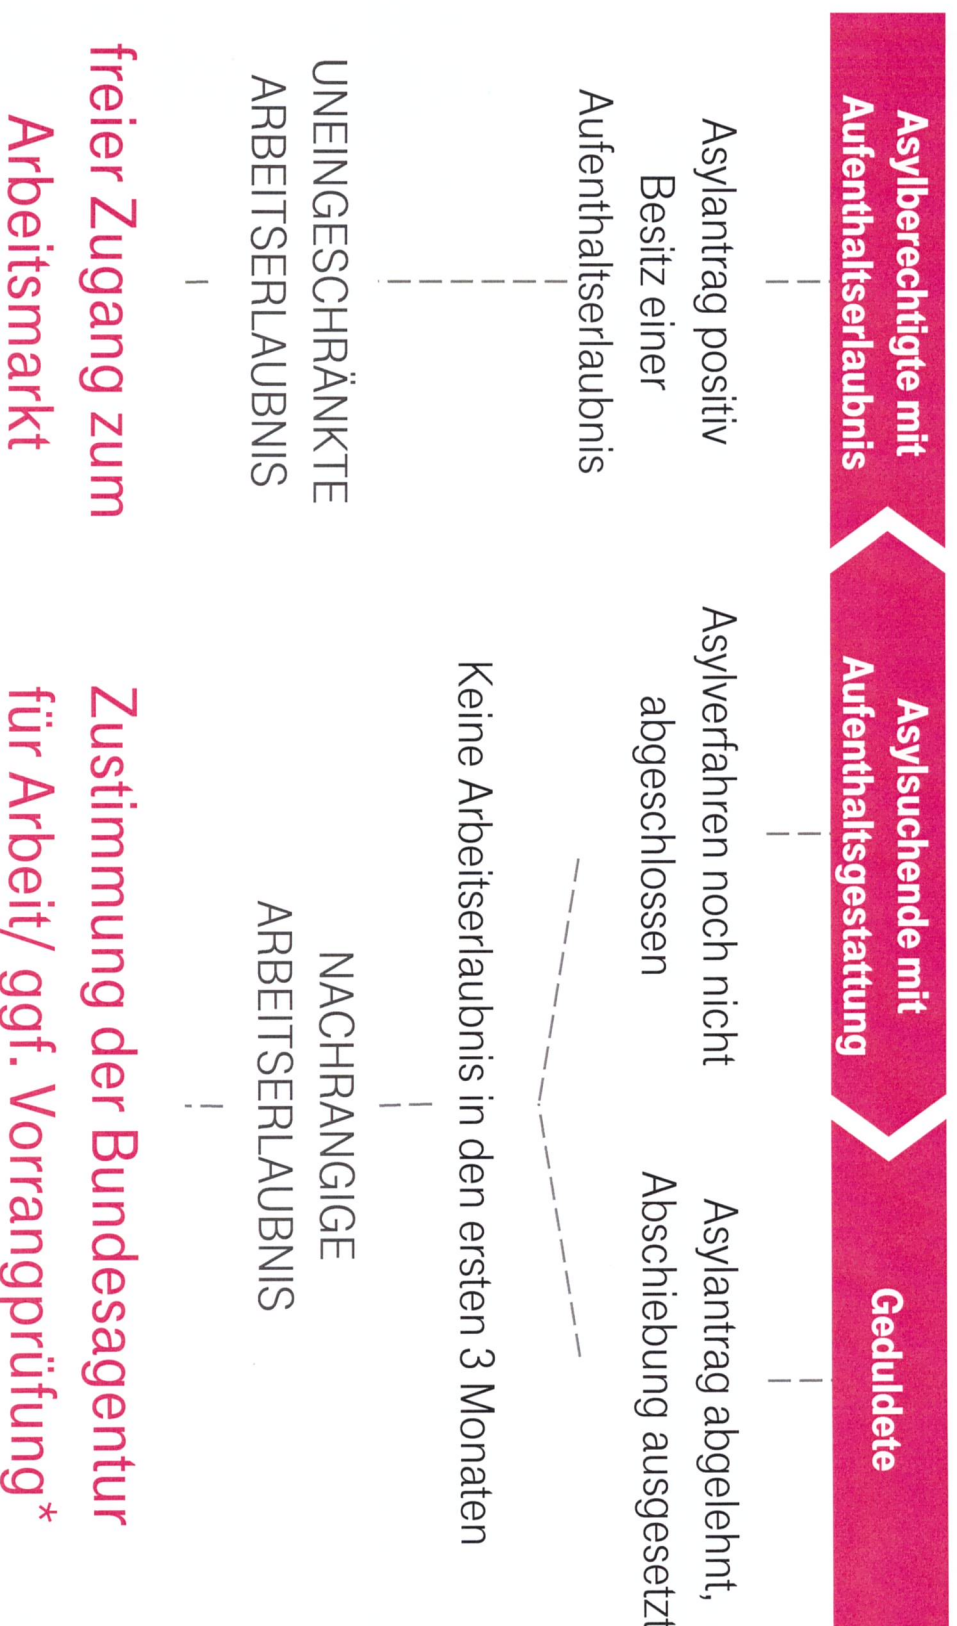 Asylberechtigte mit
Aufenthaltserlaubnis
Asylsuchende mit
Aufenthaltsgestattung
Geduldete
Asylantrag positiv
Besitz einer
Aufenthaltserlaubnis
Asylverfahren noch nicht
abgeschlossen
Asylantrag abgelehnt,
Abschiebung ausgesetzt
Keine Arbeitserlaubnis in den ersten 3 Monaten
UNEINGESCHRÄNKTE
ARBEITSERLAUBNIS
NACHRANGIGE
ARBEITSERLAUBNIS
freier Zugang zum
Arbeitsmarkt
Zustimmung der Bundesagentur
für Arbeit/ ggf. Vorrangprüfung*